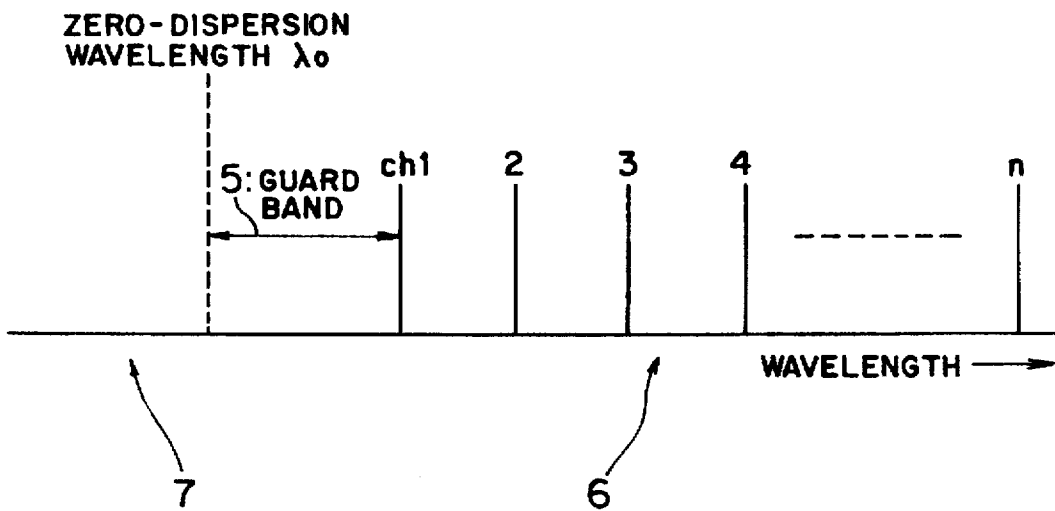 ZERO-DISPERSION
WAVELENGTH λo
5: GUARD
BAND
ch1
2
3
4
n
WAVELENGTH
7
6